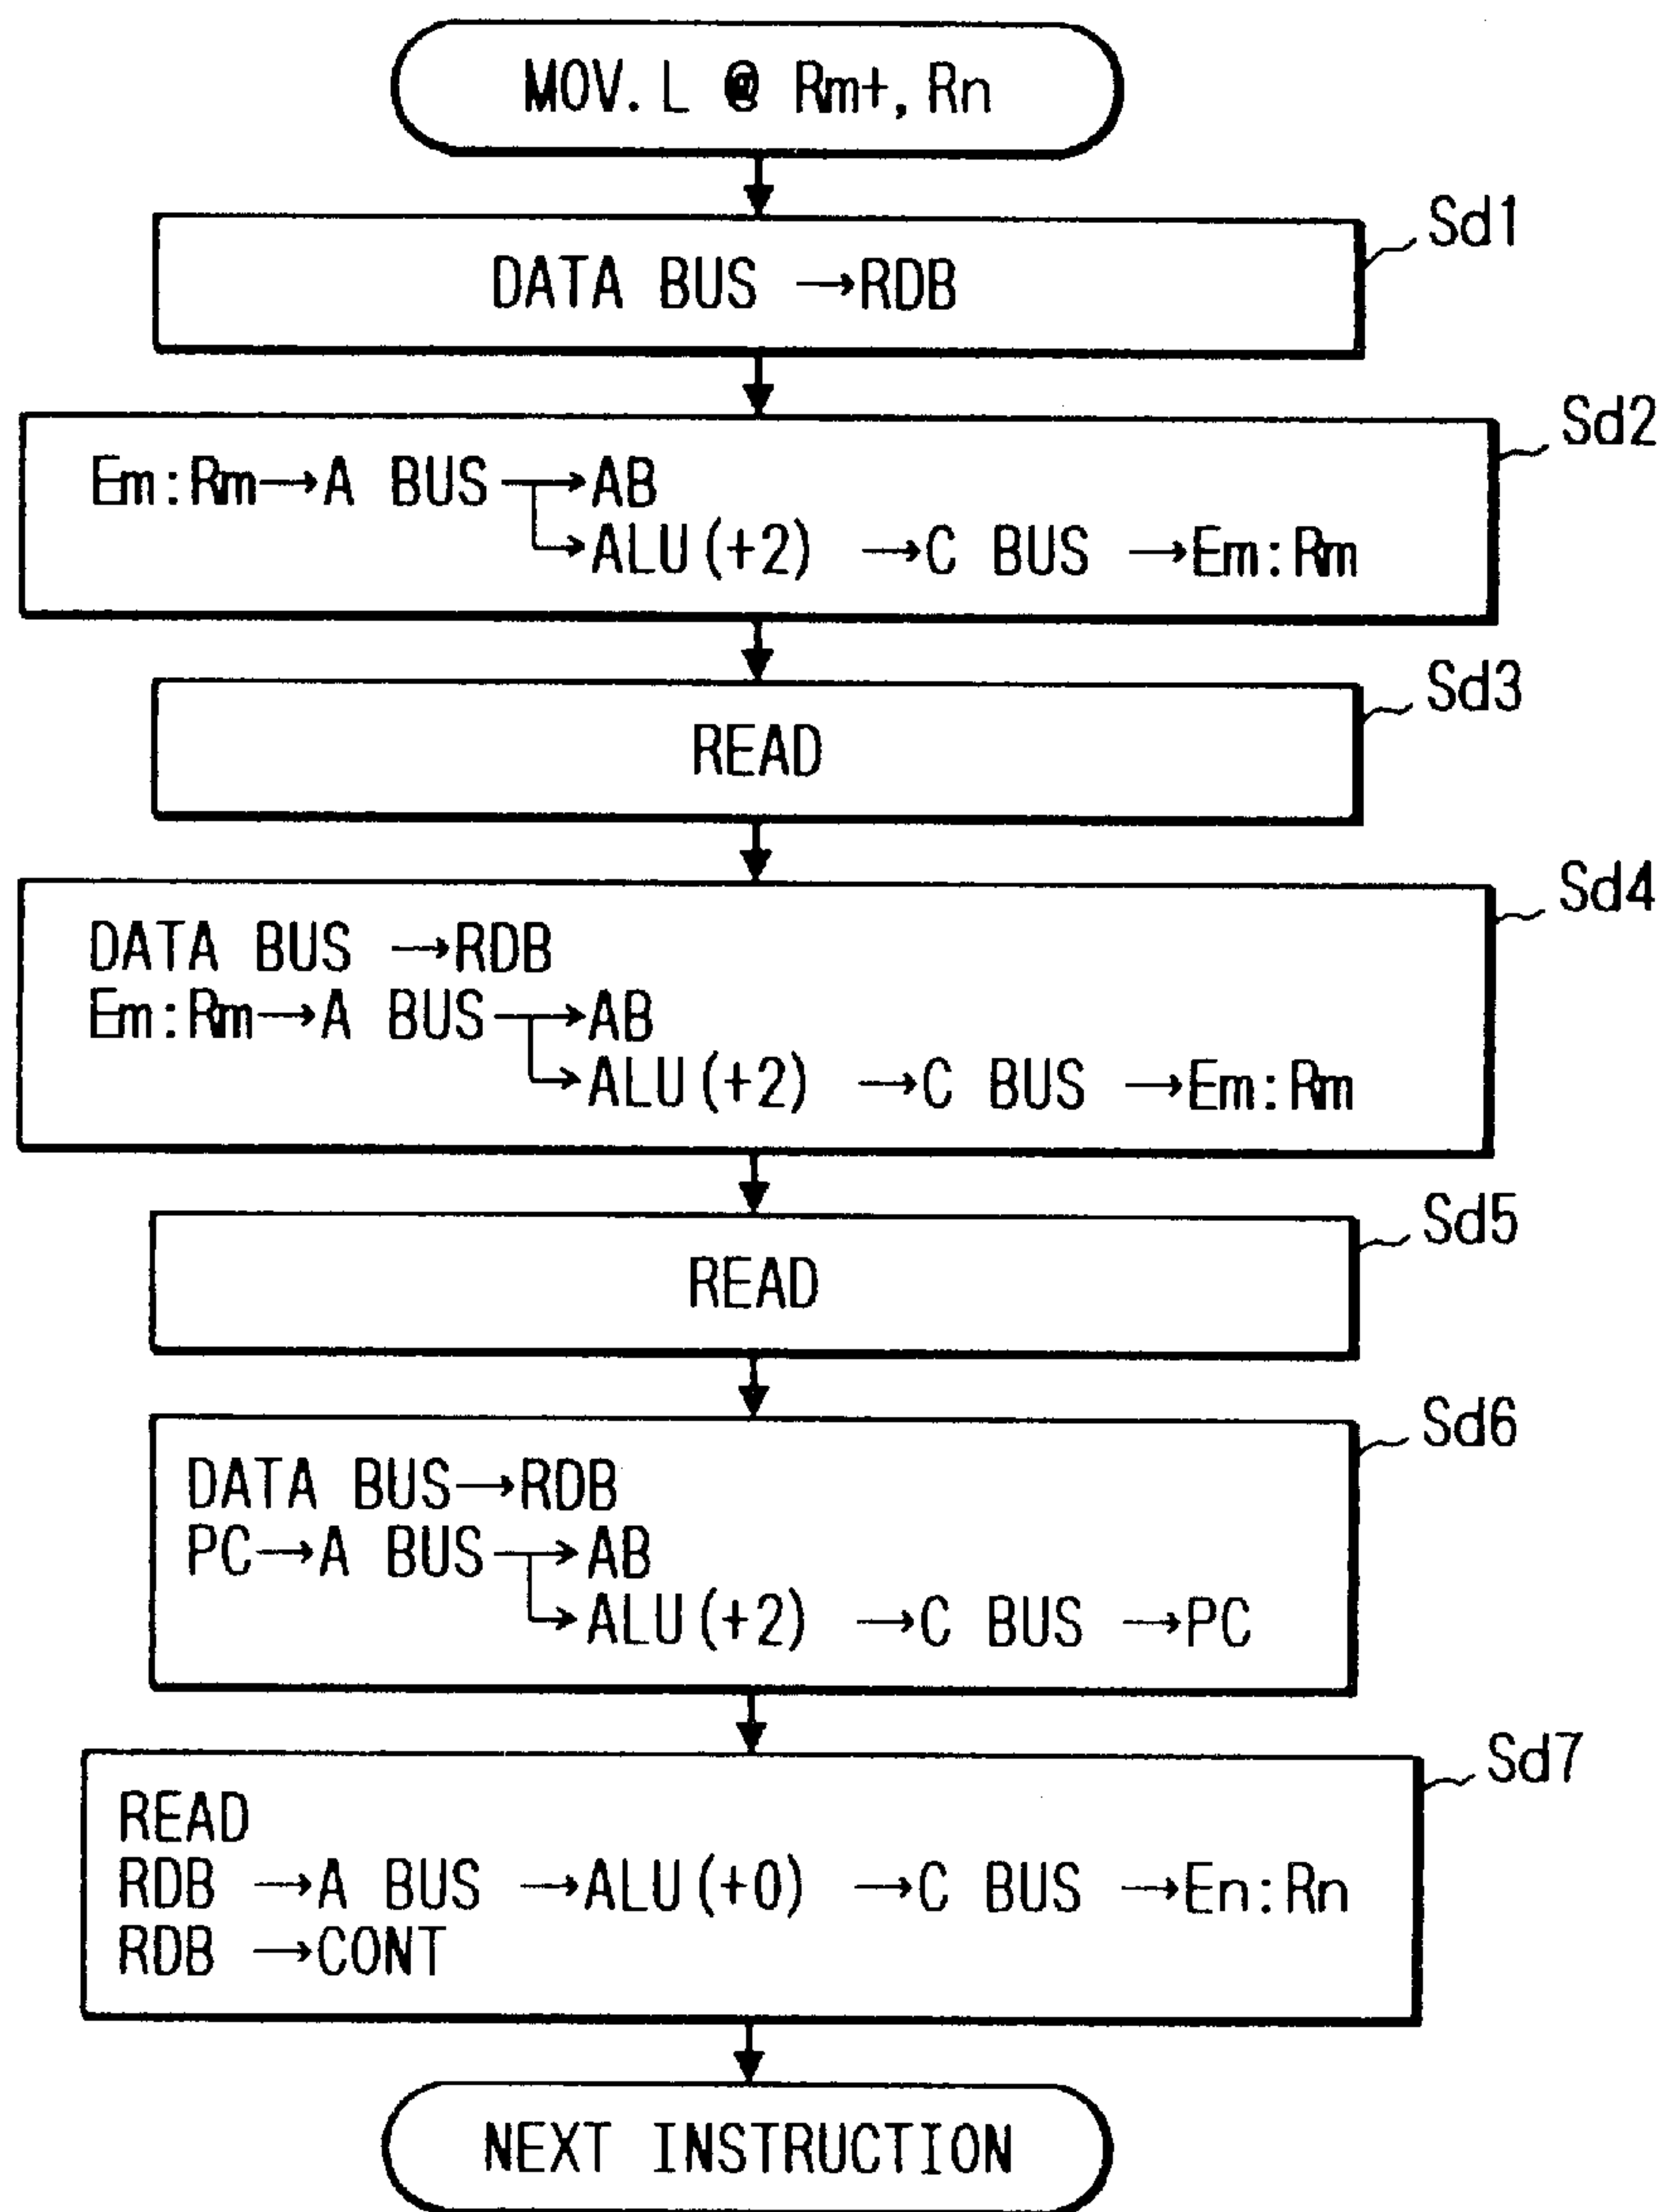 MOV.L @ Rm+, Rn
Sd1
DATA BUS →RDB
Sd2
Em:Rm→A BUS→AB
→ALU(+2) →C BUS →Em:Rm
Sd3
READ
Sd4
DATA BUS →RDB
Em:Rm→A BUS→AB
→ALU(+2) →C BUS →Em:Rm
Sd5
READ
Sd6
DATA BUS→RDB
PC→A BUS→AB
→ALU(+2) →C BUS →PC
Sd7
READ
RDB →A BUS →ALU(+0) →C BUS →En:Rn
RDB →CONT
NEXT INSTRUCTION